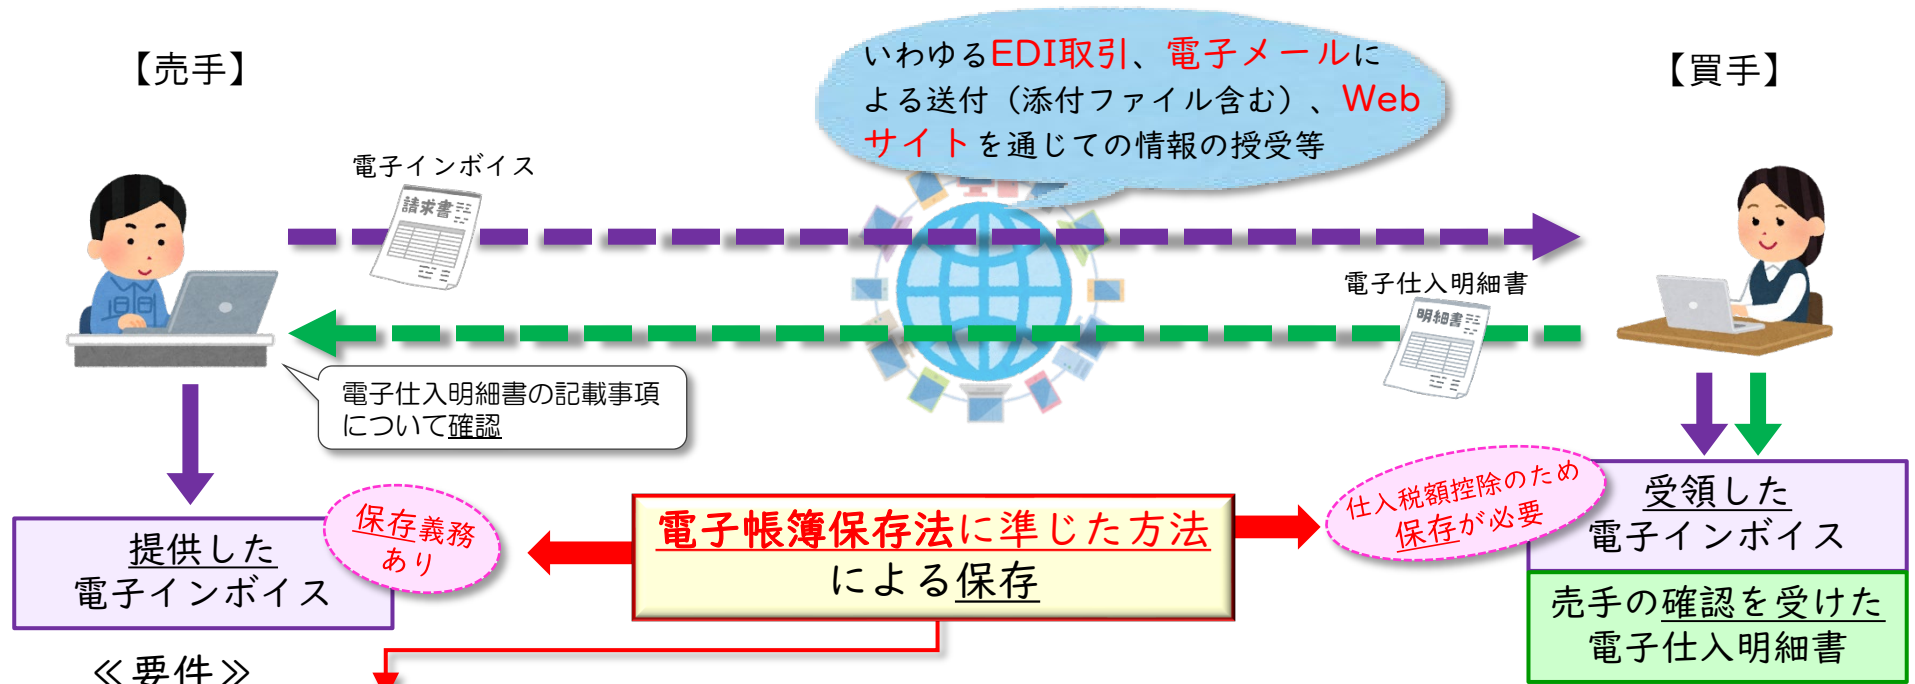 【売手】
いわゆるEDI取引、電子メールに
よる送付（添付ファイル含む）、Web
サイトを通じての情報の授受等
【買手】
電子インボイス
請求書
電子仕入明細書
明細書
電子仕入明細書の記載事項
について確認
提供した
電子インボイス
保存義務
あり
電子帳簿保存法に準じた方法
による保存
仕入税額控除のため
保存が必要
受領した
電子インボイス
売手の確認を受けた
電子仕入明細書
≪要件≫